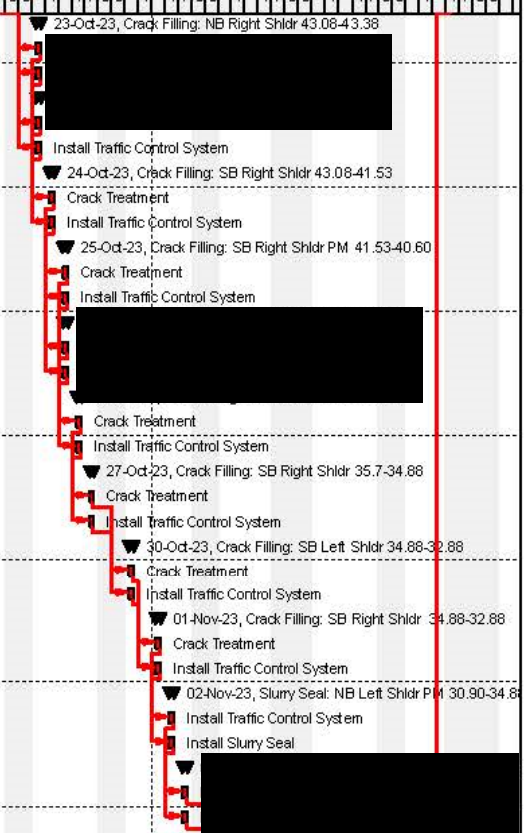 23-Oct-23, Crack Filling: NB Right Shldr 43.08-43.38
Install Traffic Control System
24-Oct-23, Crack Filling: SB Right Shldr 43.08-41.53
Crack Treatment
Install Traffic Control System
25-Oct-23, Crack Filling: SB Right Shldr PM 41.53-40.60
Crack Treatment
Install Traffic Control System
Crack Treatment
Install Traffic Control System
27-Oct-23, Crack Filling: SB Right Shldr 35.7-34.88
Crack Treatment
Install Traffic Control System
30-Oct-23, Crack Filling: SB Left Shldr 34.88-32.88
Crack Treatment
Install Traffic Control System
01-Nov-23, Crack Filling: SB Right Shldr 34.88-32.88
Crack Treatment
Install Traffic Control System
02-Nov-23, Slurry Seal: NB Left Shldr PM 30.90-34.8
Install Traffic Control System
Install Slurry Seal